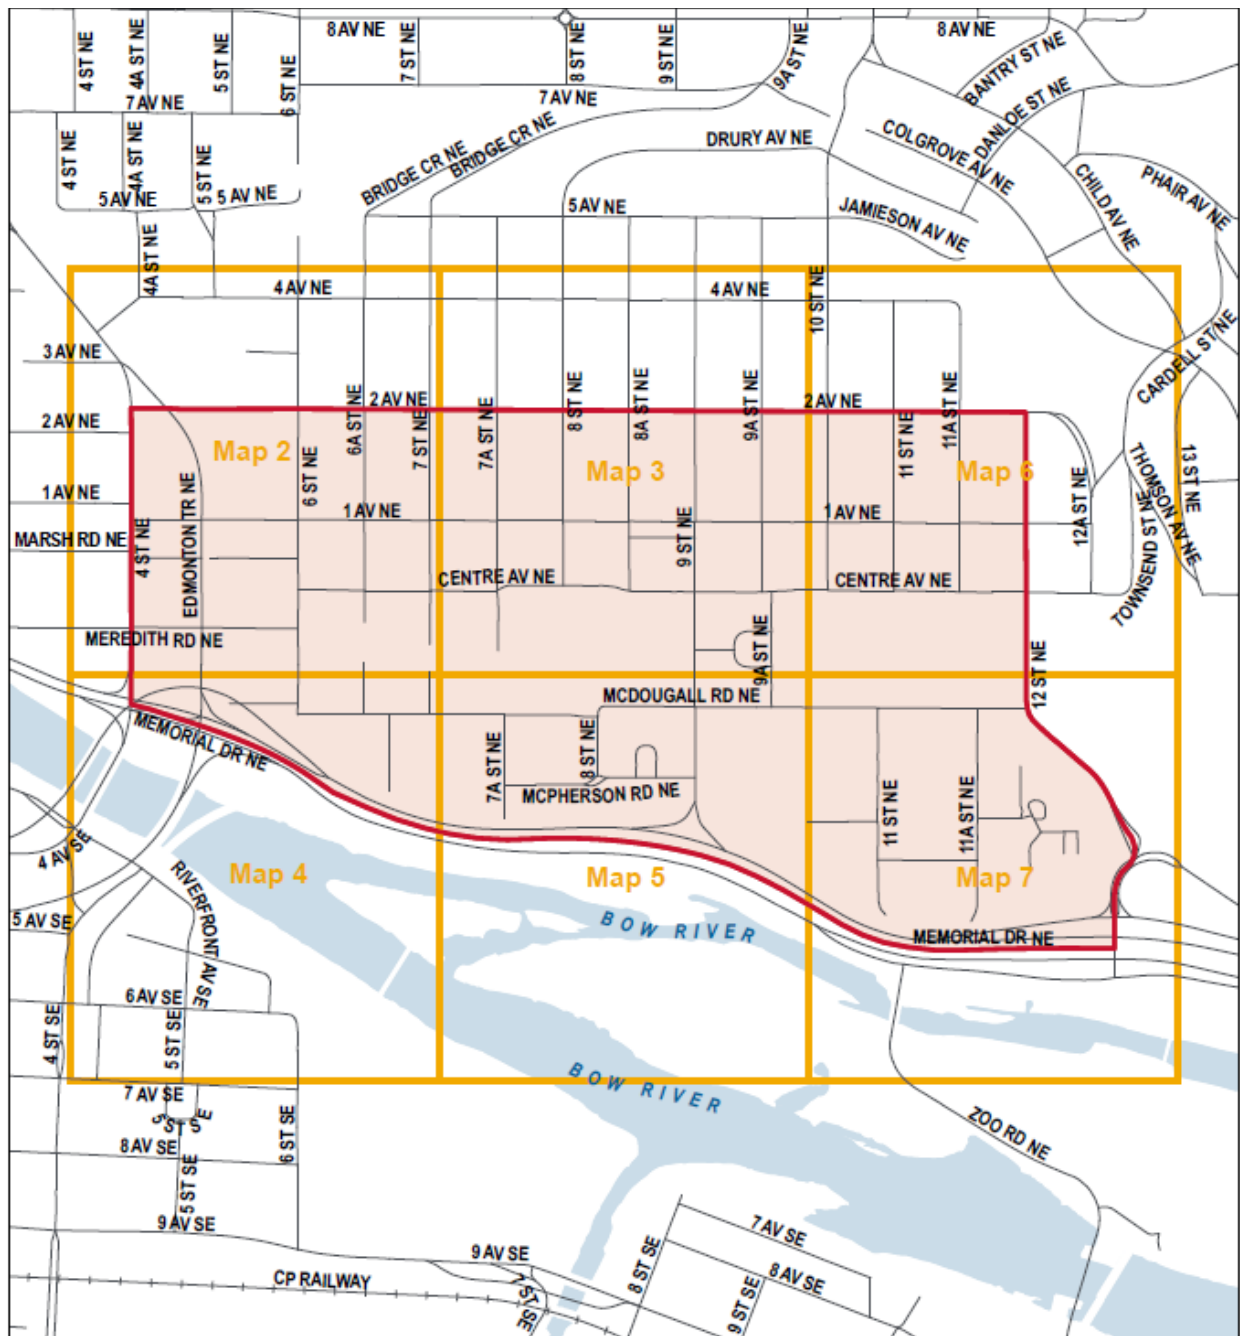 8 AV NE
8 AV NE
4 ST NE
4A ST NE
5 ST NE
6 ST NE
7 ST NE
8 ST NE
9 ST NE
9A ST NE
BANTRY ST NE
7 AV NE
7 AV NE
DANLOE ST NE
COLGROVE AV NE
DRURY AV NE
BRIDGE CR NE
BRIDGE CR NE
4 ST NE
4A ST NE
5 ST NE
5 AV NE
5 AV NE
5 AV NE
JAMIESON AV NE
CHILD AV NE
PHAIR AV NE
4A ST NE
4 AV NE
4 AV NE
10 ST NE
CARDELL ST NE
3 AV NE
2 AV NE
2 AV NE
2 AV NE
6A ST NE
7 ST NE
7A ST NE
8 ST NE
8A ST NE
9A ST NE
11 ST NE
11A ST NE
Map 2
Map 3
Map 6
6 ST NE
12A ST NE
THOMSON AV NE
13 ST NE
TOWNSEND ST NE
1 AV NE
1 AV NE
1 AV NE
MARSH RD NE
4 ST NE
EDMONTON TR NE
9 ST NE
CENTRE AV NE
CENTRE AV NE
MEREDITH RD NE
9A ST NE
12 ST NE
MCDOUGALL RD NE
MEMORIAL DR NE
7A ST NE
8 ST NE
MCPHERSON RD NE
11 ST NE
11A ST NE
4 AV SE
RIVERFRONT AV SE
Map 4
Map 5
Map 7
5 AV SE
BOW RIVER
MEMORIAL DR NE
6 AV SE
4 ST SE
5 ST SE
BOW RIVER
7 AV SE
5 ST SE
6 ST SE
ZOO RD NE
8 AV SE
5 ST SE
9 AV SE
9 AV SE
7 AV SE
8 ST SE
8 AV SE
CP RAILWAY
7 ST SE
9 ST SE